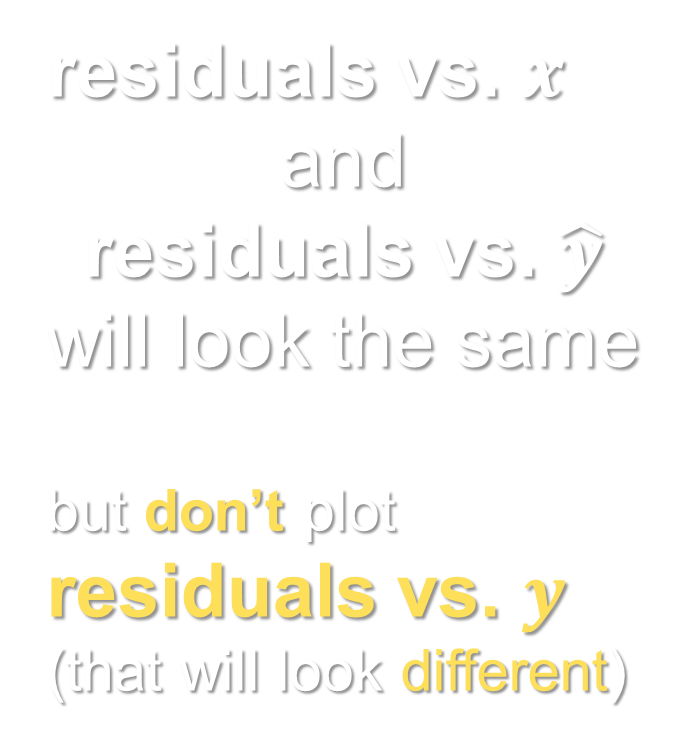 residuals vs. x
and
residuals vs. ŷ
will look the same
but don’t plot
residuals vs. y
(that will look different)